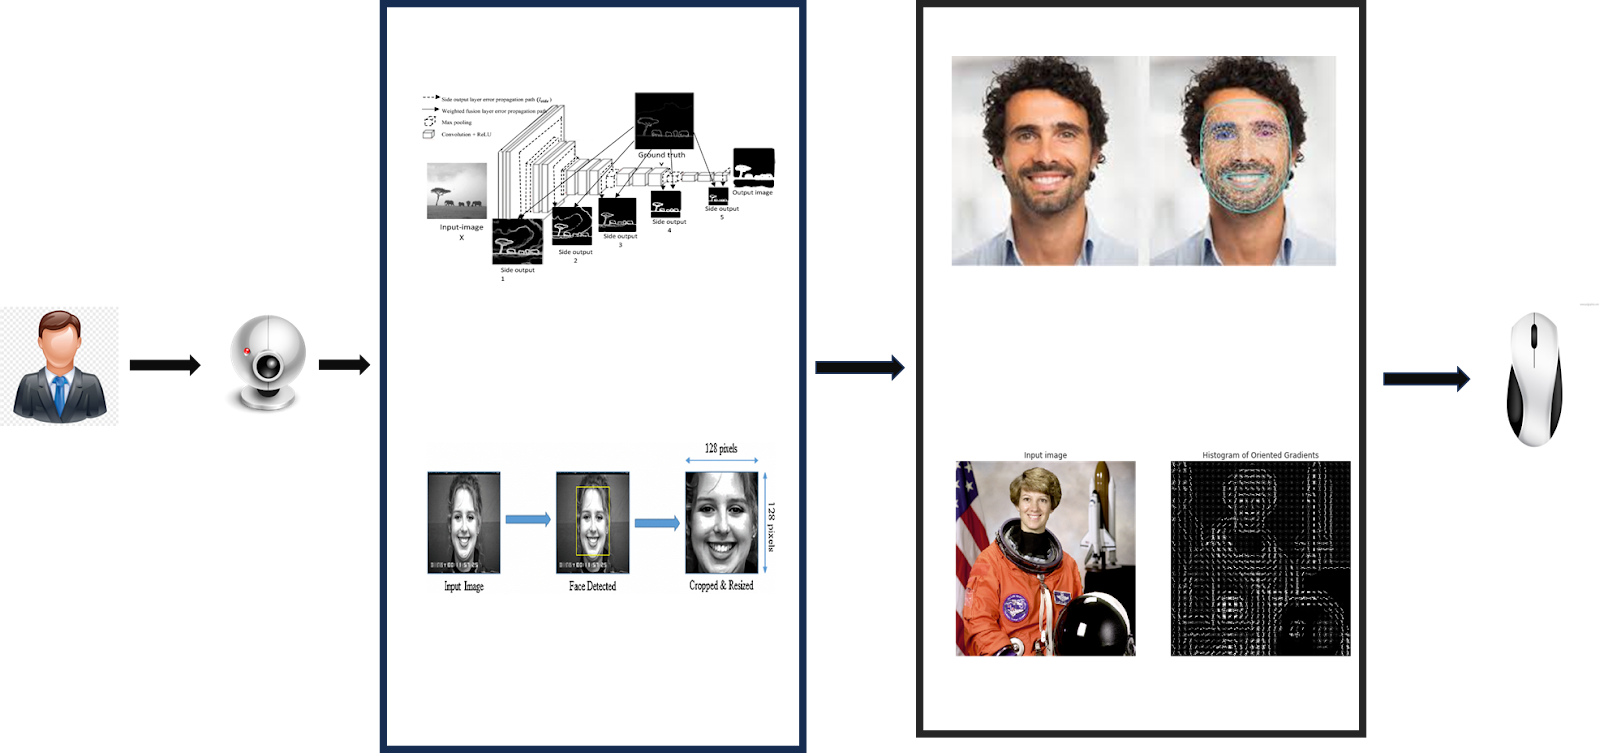 Side output layer error propagation path (ℓside)
Weighted fusion layer error propagation path
Max pooling
Convolution + ReLU
Ground truth
Output image
Input-image
X
Side output
1
Side output
2
Side output
3
Side output
4
Side output
5
128 pixels
128 pixels
Input Image
Face Detected
Cropped & Resized
Input image
Histogram of Oriented Gradients